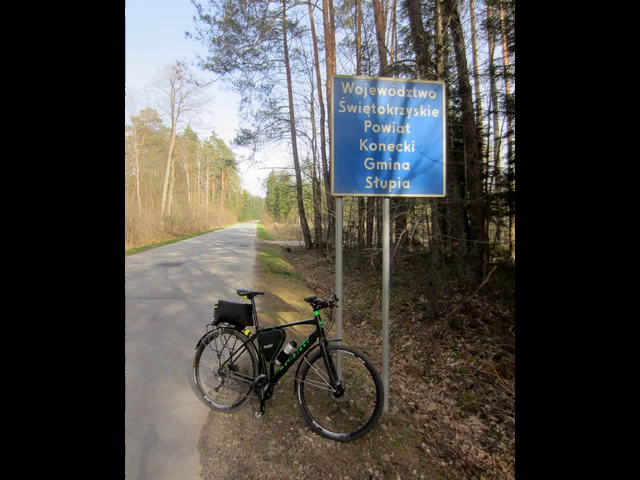 Województwo
Świętokrzyskie
Powiat
Konecki
Gmina
Słupia